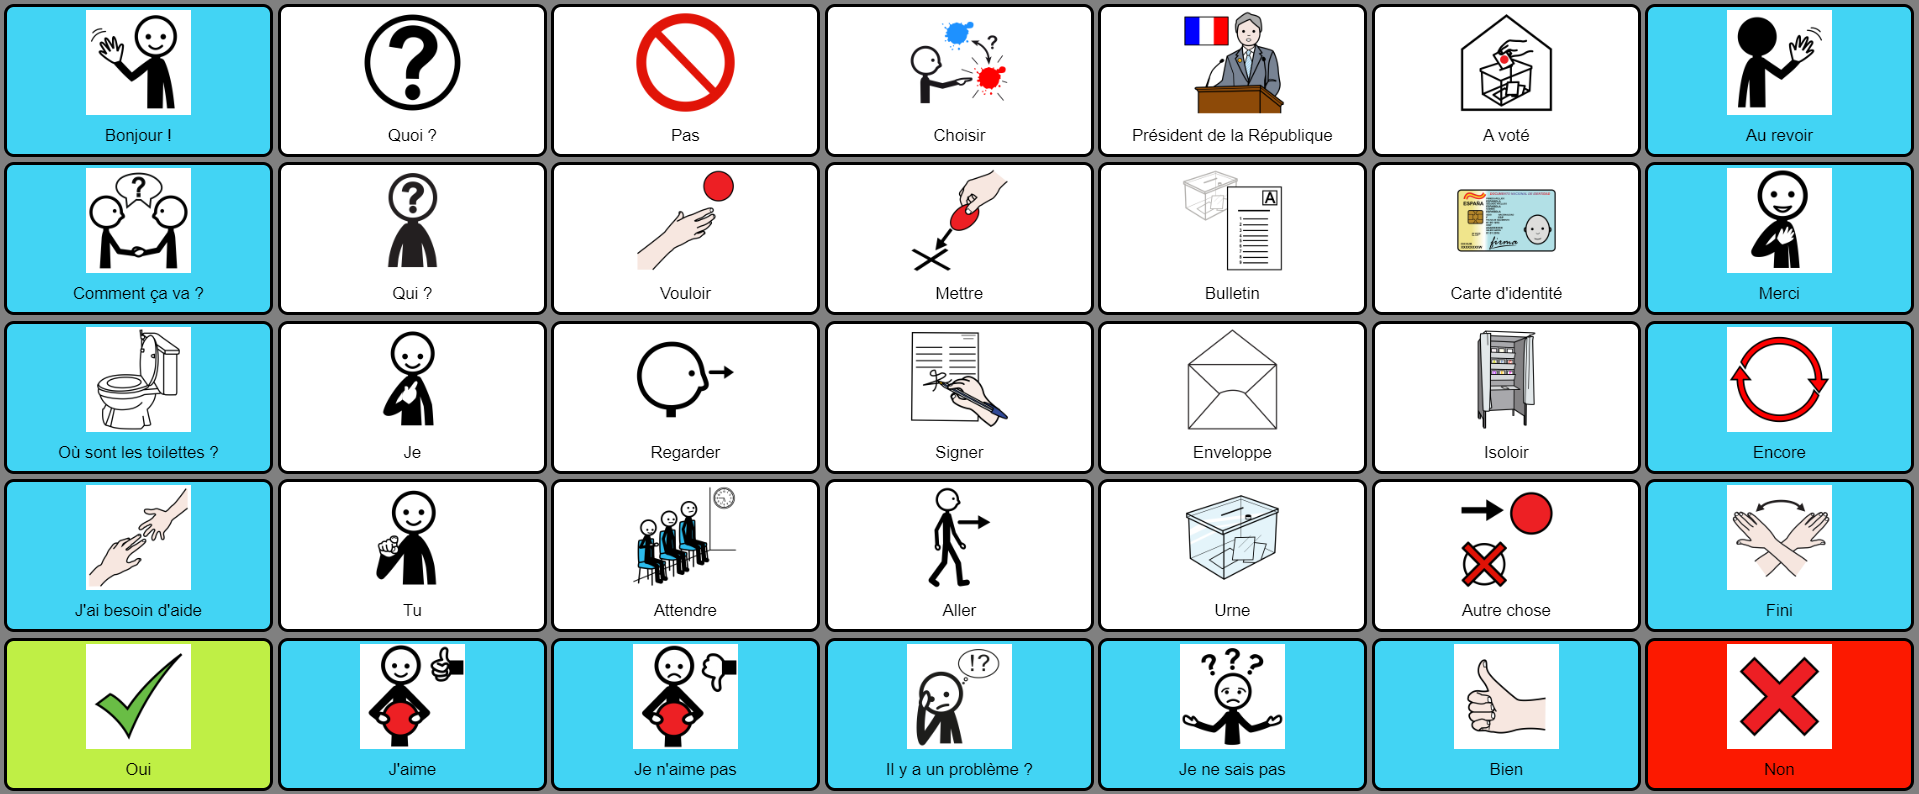 Bonjour !
Quoi ?
Pas
?
Choisir
Président de la République
A voté
Au revoir
?
Comment ça va ?
Qui ?
Vouloir
Mettre
A
Bulletin
ESPAÑA
firma
Carte d'identité
Merci
Où sont les toilettes ?
Je
Regarder
Signer
Enveloppe
Isoloir
Encore
J'ai besoin d'aide
Tu
Attendre
Aller
Urne
Autre chose
Fini
Oui
J'aime
Je n'aime pas
!?
Il y a un problème ?
? ? ?
Je ne sais pas
Bien
Non